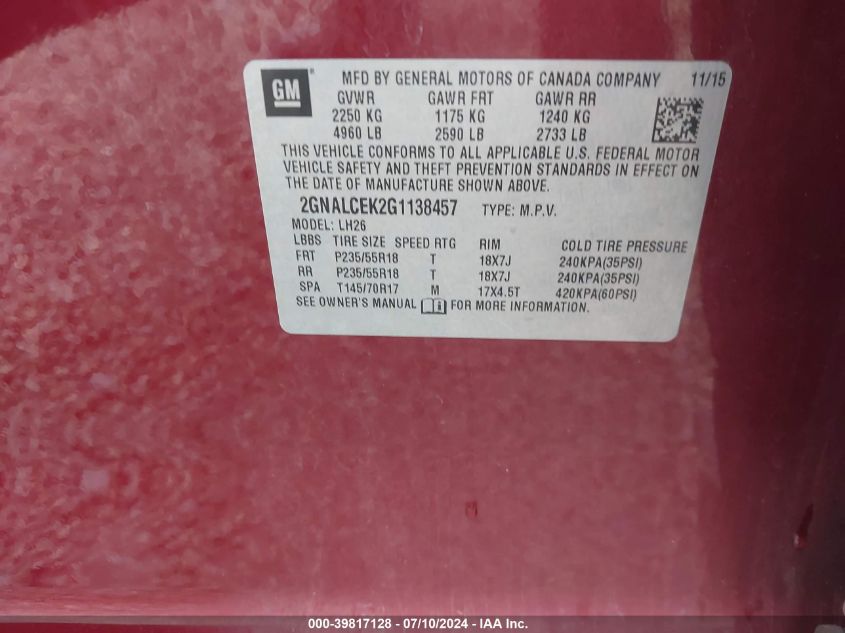 GM ® MFD BY GENERAL MOTORS OF CANADA COMPANY 11/15
GVWR GAWR FRT GAWR RR
2250 KG 1175 KG 1240 KG
4960 LB 2590 LB 2733 LB
THIS VEHICLE CONFORMS TO ALL APPLICABLE U.S. FEDERAL MOTOR
VEHICLE SAFETY AND THEFT PREVENTION STANDARDS IN EFFECT ON
THE DATE OF MANUFACTURE SHOWN ABOVE.
2GNALCEK2G1138457 TYPE: M.P.V.
MODEL: LH26
LBBS TIRE SIZE SPEED RTG RIM COLD TIRE PRESSURE
FRT P235/55R18 T 18X7J 240KPA(35PSI)
RR P235/55R18 T 18X7J 240KPA(35PSI)
SPA T145/70R17 M 17X4.5T 420KPA(60PSI)
SEE OWNER'S MANUAL FOR MORE INFORMATION.
000-39817128 - 07/10/2024 - IAA Inc.